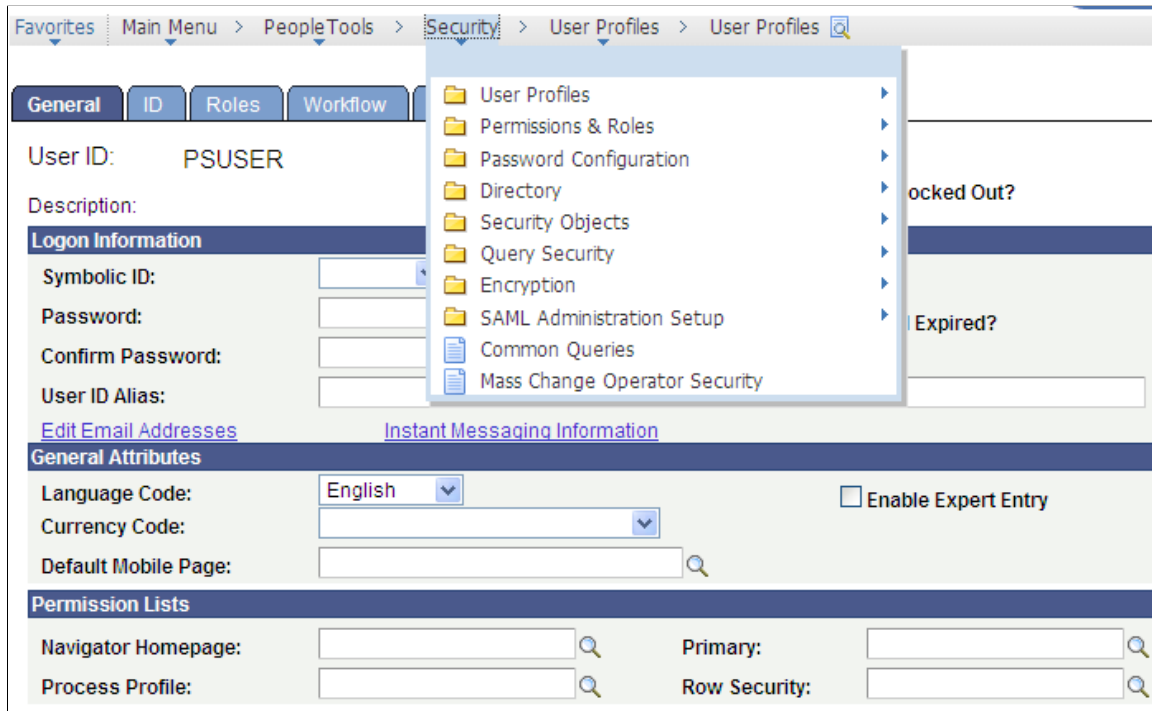 Favorites Main Menu > PeopleTools > Security > User Profiles > User Profiles
General ID Roles Workflow
User Profiles
Permissions & Roles
Password Configuration
Directory
Security Objects
Query Security
Encryption
SAML Administration Setup
Common Queries
Mass Change Operator Security
User ID: PSUSER
ocked Out?
Description:
Logon Information
Symbolic ID:
Password:
Expired?
Confirm Password:
User ID Alias:
Edit Email Addresses Instant Messaging Information
General Attributes
Language Code: English Enable Expert Entry
Currency Code:
Default Mobile Page:
Permission Lists
Navigator Homepage: Primary:
Process Profile: Row Security: